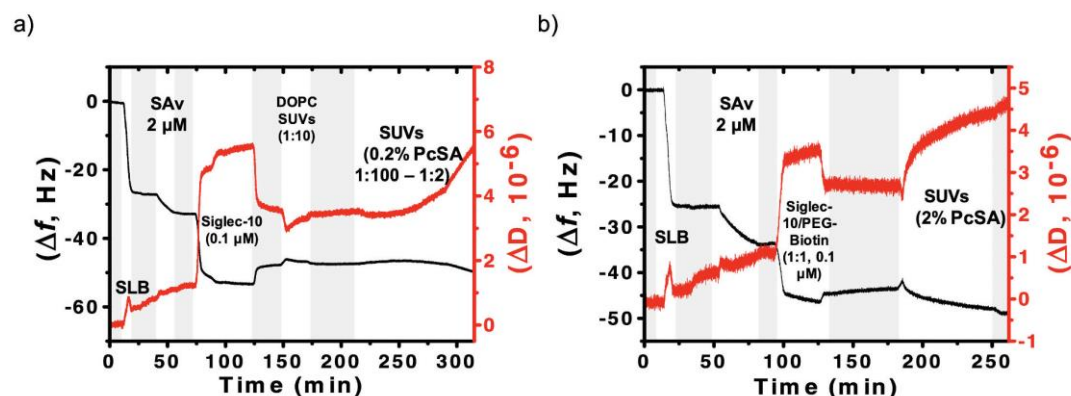 a)
8
0
6
-20
4
-40
2
-60
0
(Δf, Hz)
(ΔD, 10-6)
SAv
2 µM
DOPC
SUVs
(1:10)
SUVs
(0.2% PcSA
1:100 – 1:2)
Siglec-10
(0.1 µM)
SLB
0 50 100 150 200 250 300
Time (min)
b)
5
0
4
-10
3
-20
2
-30
1
-40
0
-50
-1
(Δf, Hz)
(ΔD, 10-6)
SAv
2 µM
Siglec-
10/PEG-
Biotin
(1:1, 0.1
µM)
SUVs
(2% PcSA)
SLB
0 50 100 150 200 250
Time (min)